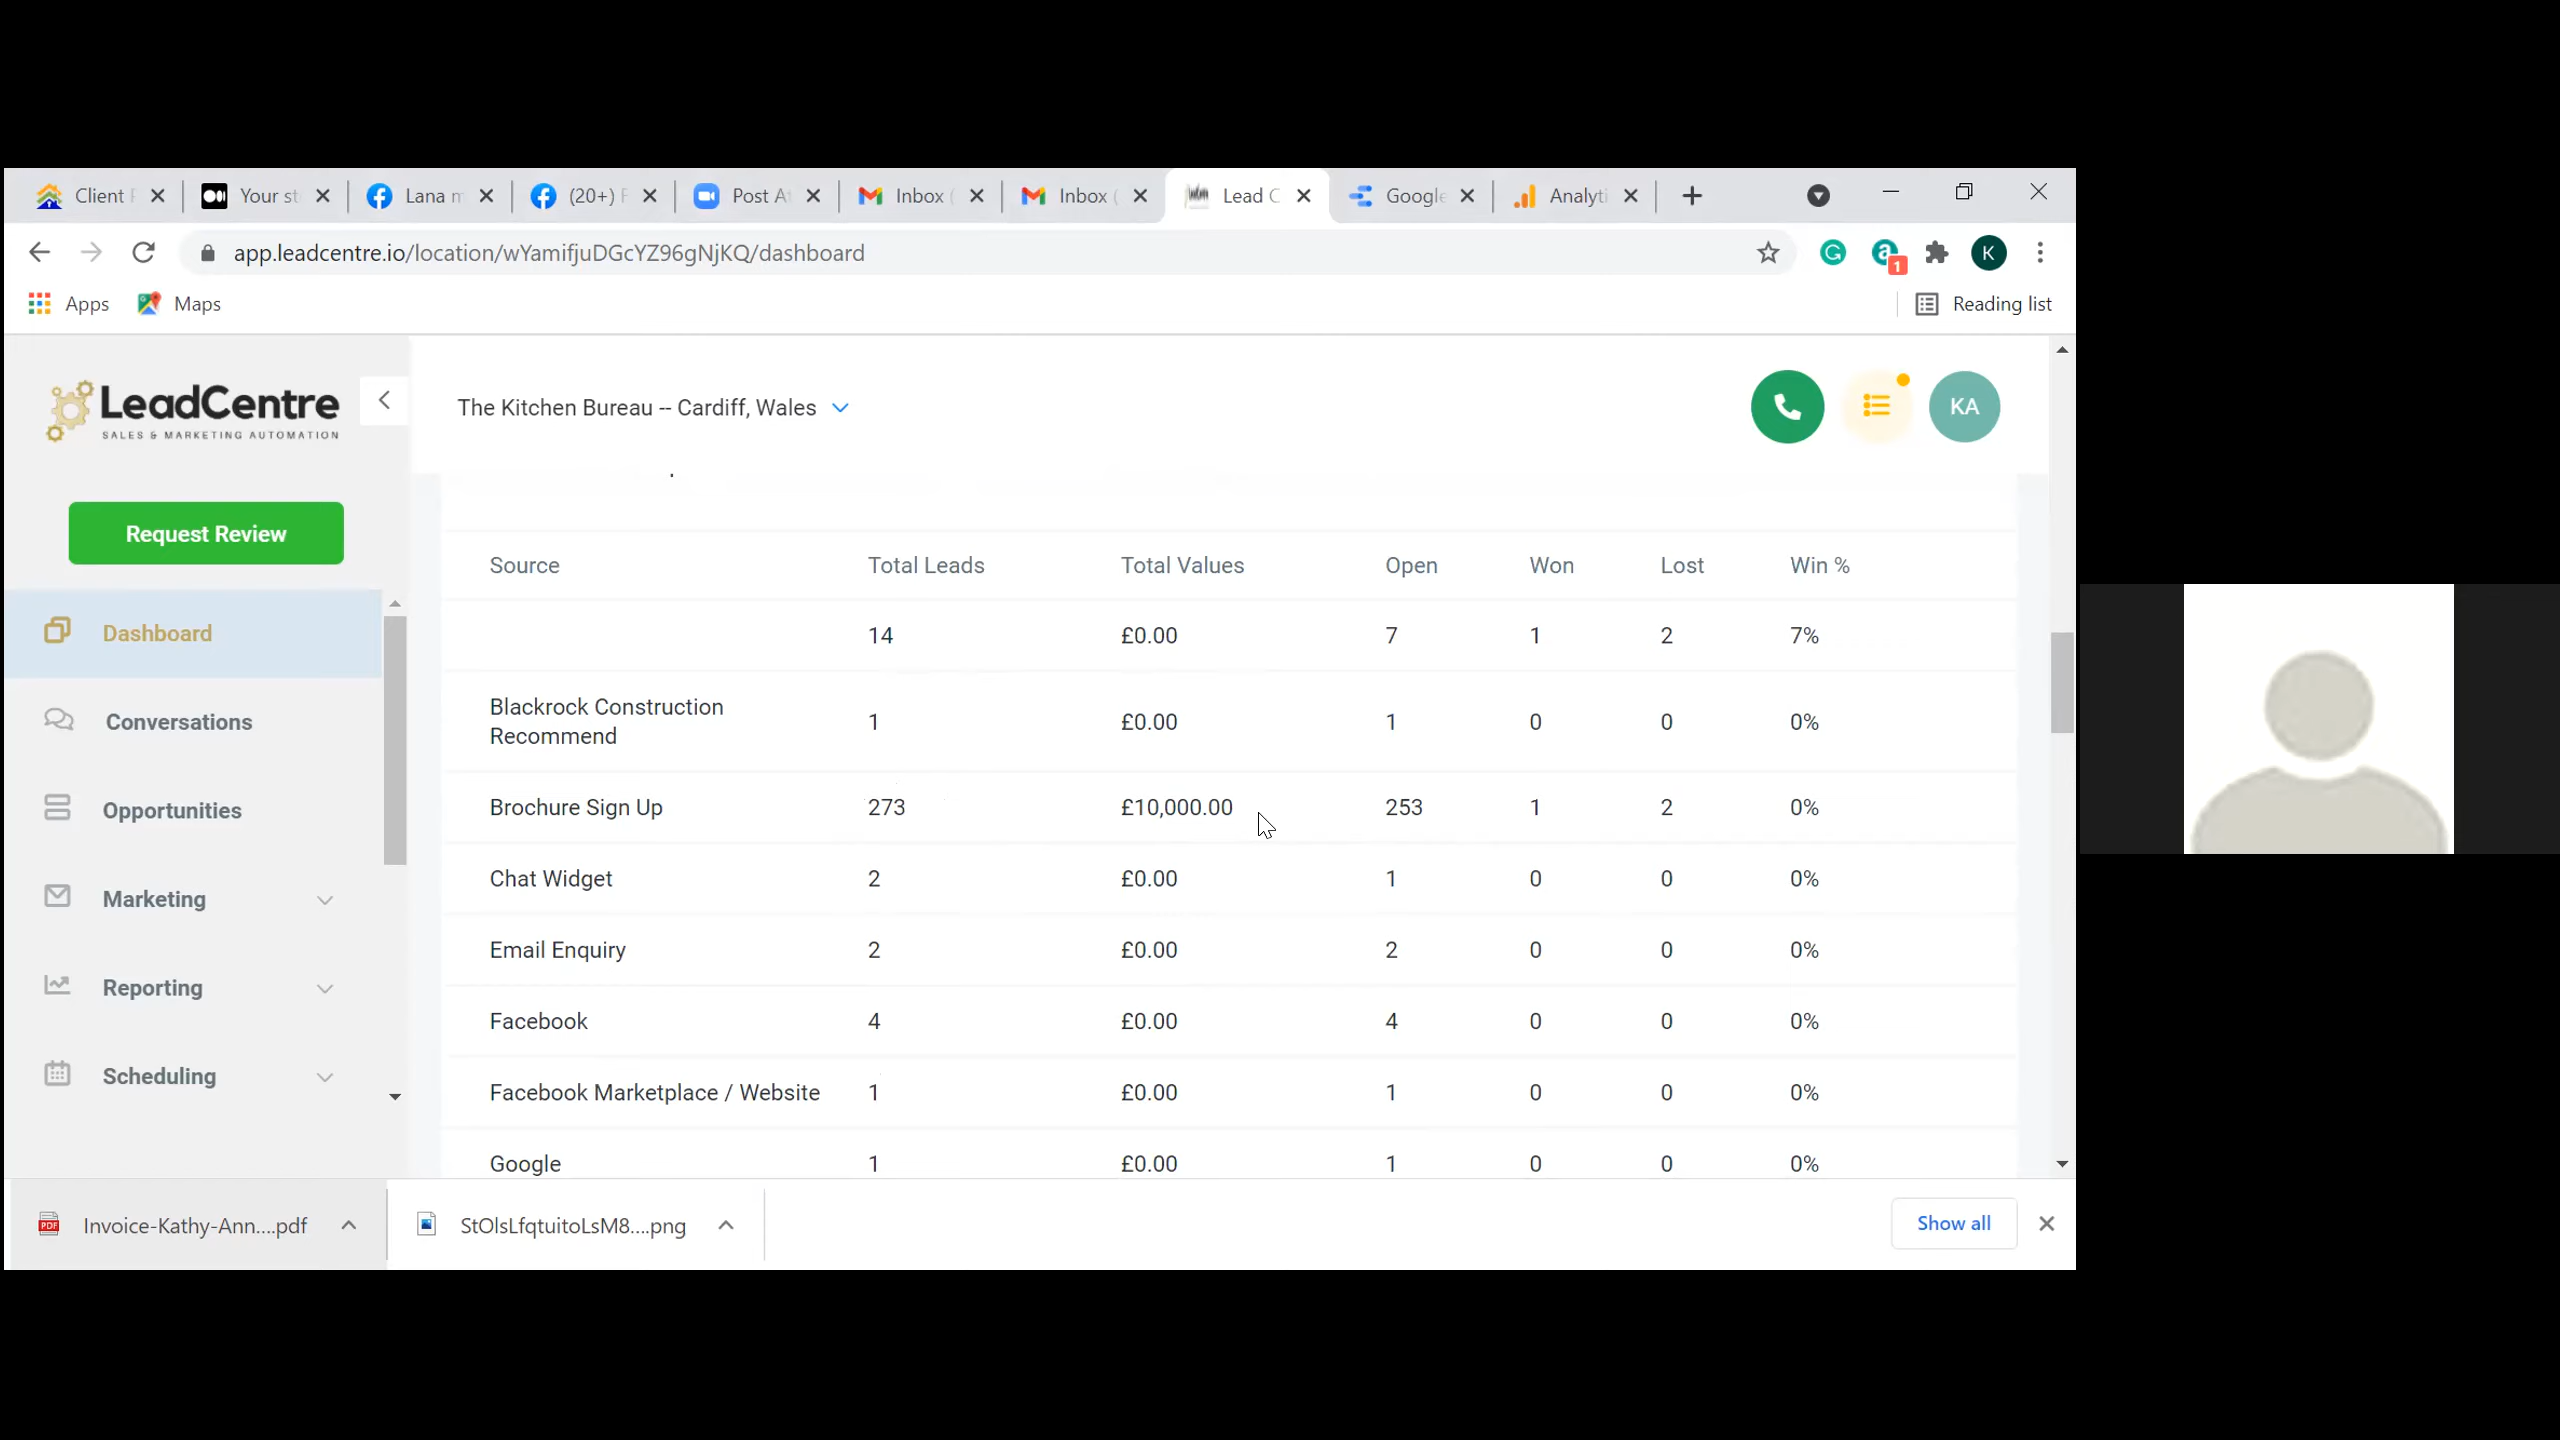 Client
Your st
Lana m
(20+) F
Post At
Inbox (
Inbox (
Lead C
Google
Analyti
app.leadcentre.io/location/wYamifjuDGcYZ96gNjKQ/dashboard
1
K
Apps
Maps
Reading list
LeadCentre
SALES & MARKETING AUTOMATION
The Kitchen Bureau -- Cardiff, Wales
KA
Request Review
Dashboard
Conversations
Opportunities
Marketing
Reporting
Scheduling
Source Total Leads Total Values Open Won Lost Win %
14 £0.00 7 1 2 7%
Blackrock Construction
Recommend 1 £0.00 1 0 0 0%
Brochure Sign Up 273 £10,000.00 253 1 2 0%
Chat Widget 2 £0.00 1 0 0 0%
Email Enquiry 2 £0.00 2 0 0 0%
Facebook 4 £0.00 4 0 0 0%
Facebook Marketplace / Website 1 £0.00 1 0 0 0%
Google 1 £0.00 1 0 0 0%
PDF
Invoice-Kathy-Ann....pdf
StOlsLfqtuitoLsM8....png
Show all